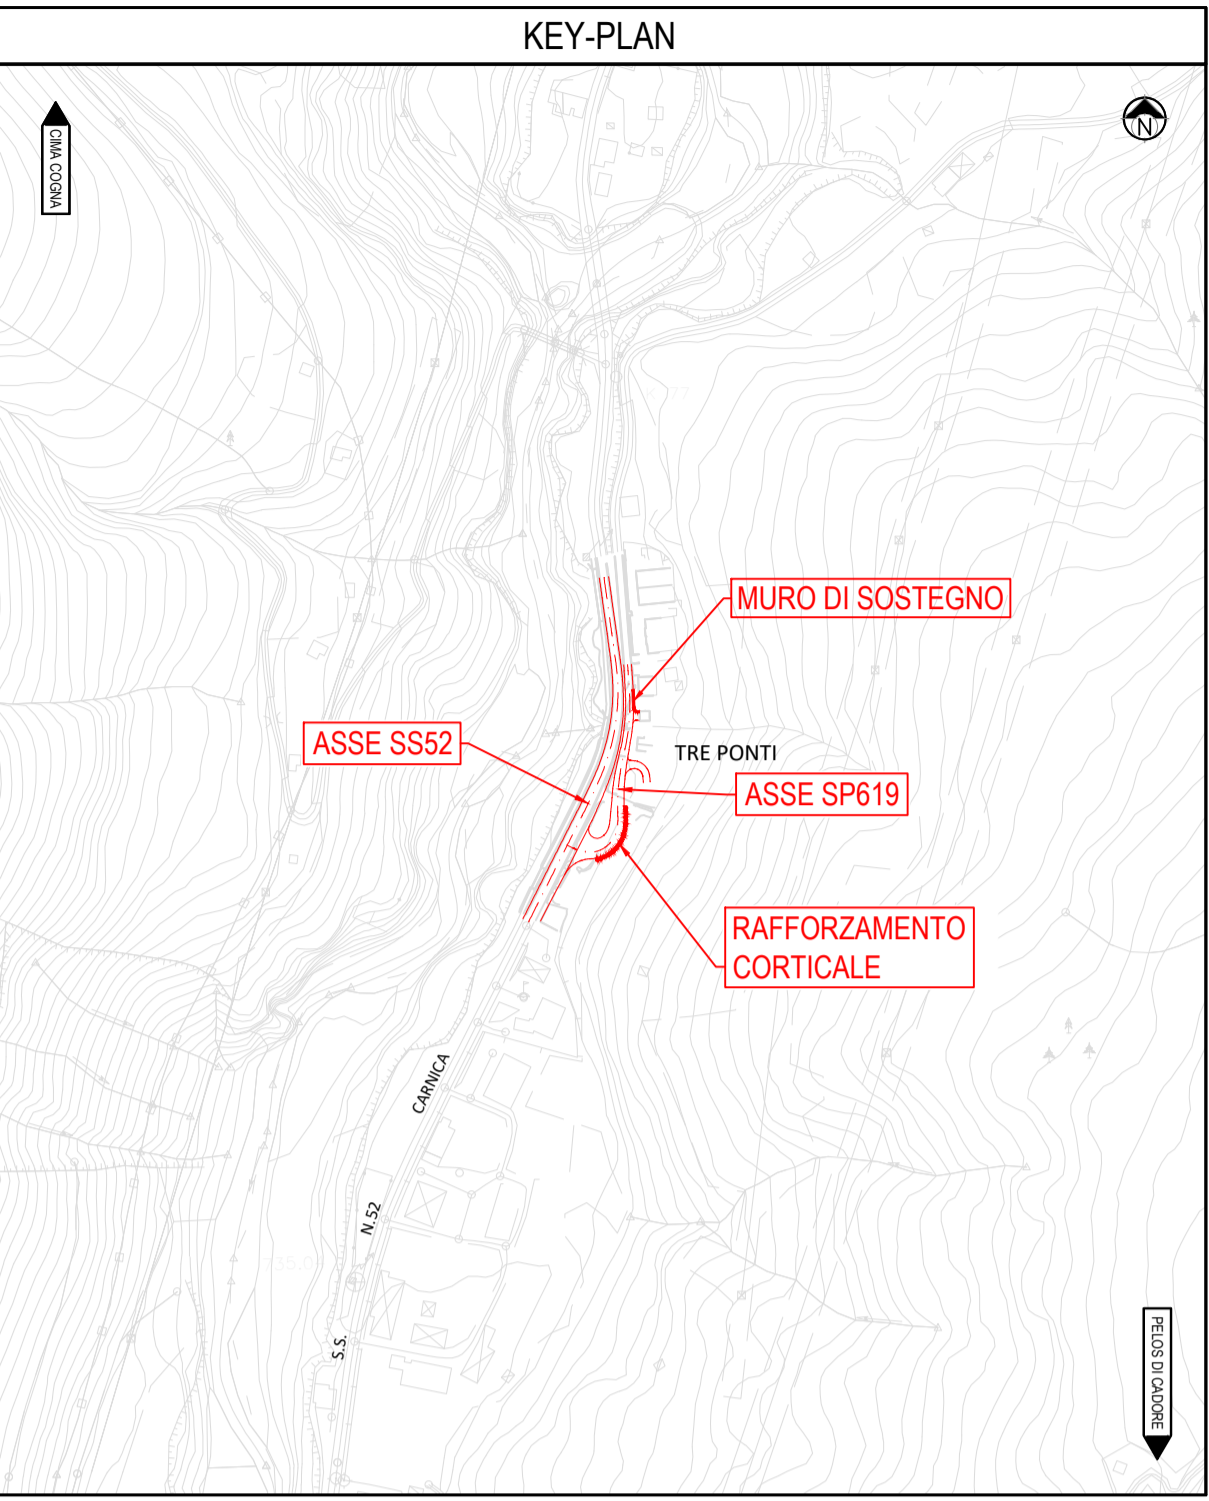 KEY-PLAN
CIMA COGNA
N
MURO DI SOSTEGNO
ASSE SS52
TRE PONTI
ASSE SP619
RAFFORZAMENTO
CORTICALE
CARNICA
N.52
S.S.
PELOS DI CADORE